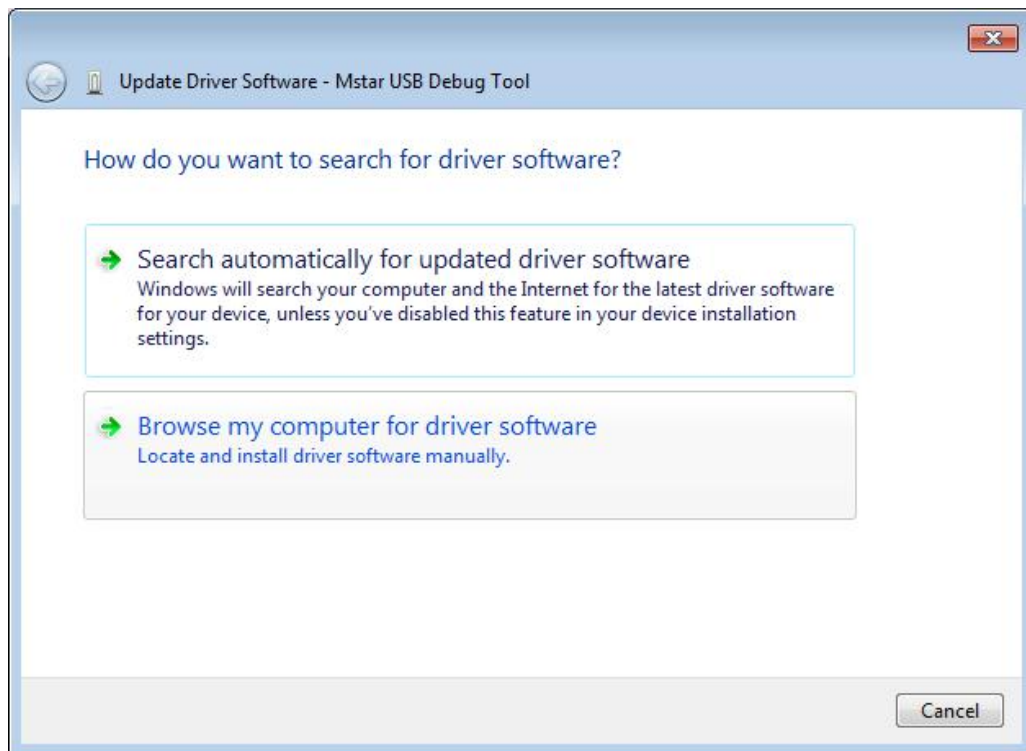 Update Driver Software - Mstar USB Debug Tool
How do you want to search for driver software?
Search automatically for updated driver software
Windows will search your computer and the Internet for the latest driver software
for your device, unless you've disabled this feature in your device installation
settings.
Browse my computer for driver software
Locate and install driver software manually.
Cancel